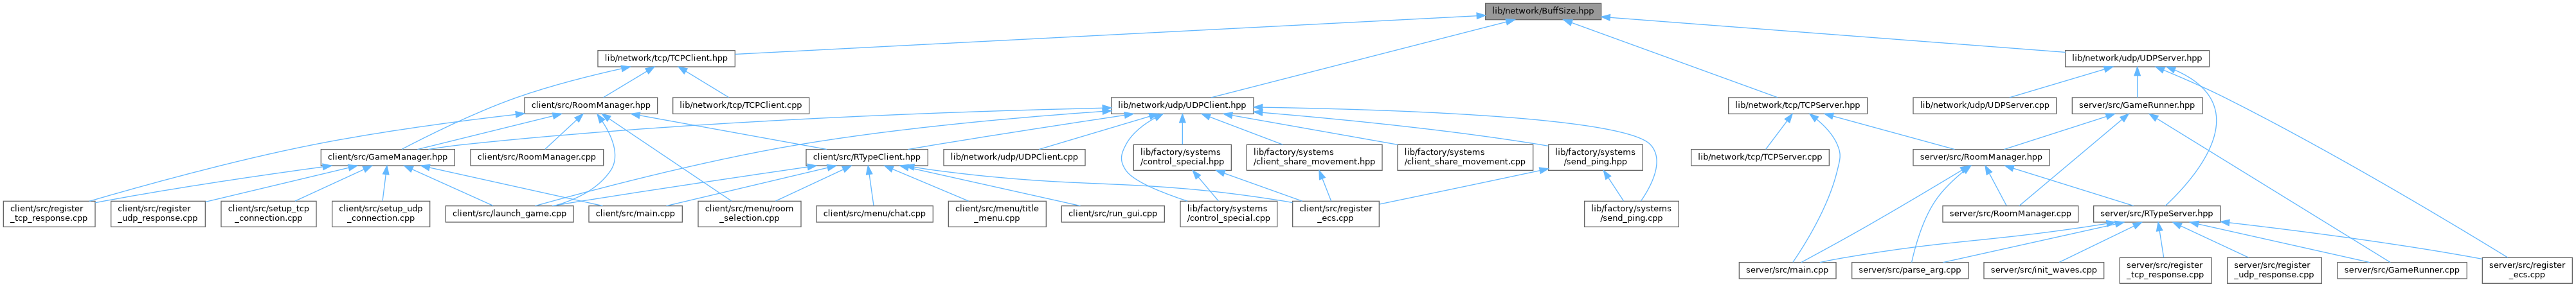 lib/network/BuffSize.hpp
lib/network/tcp/TCPClient.hpp
lib/network/udp/UDPServer.hpp
client/src/RoomManager.hpp
lib/network/tcp/TCPClient.cpp
lib/network/udp/UDPClient.hpp
lib/network/tcp/TCPServer.hpp
lib/network/udp/UDPServer.cpp
server/src/GameRunner.hpp
client/src/GameManager.hpp
client/src/RoomManager.cpp
client/src/RTypeClient.hpp
lib/network/udp/UDPClient.cpp
lib/factory/systems
/control_special.hpp
lib/factory/systems
/client_share_movement.hpp
lib/factory/systems
/client_share_movement.cpp
lib/factory/systems
/send_ping.hpp
lib/network/tcp/TCPServer.cpp
server/src/RoomManager.hpp
client/src/register
_tcp_response.cpp
client/src/register
_udp_response.cpp
client/src/setup_tcp
_connection.cpp
client/src/setup_udp
_connection.cpp
client/src/launch_game.cpp
client/src/main.cpp
client/src/menu/room
_selection.cpp
client/src/menu/chat.cpp
client/src/menu/title
_menu.cpp
client/src/run_gui.cpp
lib/factory/systems
/control_special.cpp
client/src/register
_ecs.cpp
lib/factory/systems
/send_ping.cpp
server/src/RoomManager.cpp
server/src/RTypeServer.hpp
server/src/main.cpp
server/src/parse_arg.cpp
server/src/init_waves.cpp
server/src/register
_tcp_response.cpp
server/src/register
_udp_response.cpp
server/src/GameRunner.cpp
server/src/register
_ecs.cpp